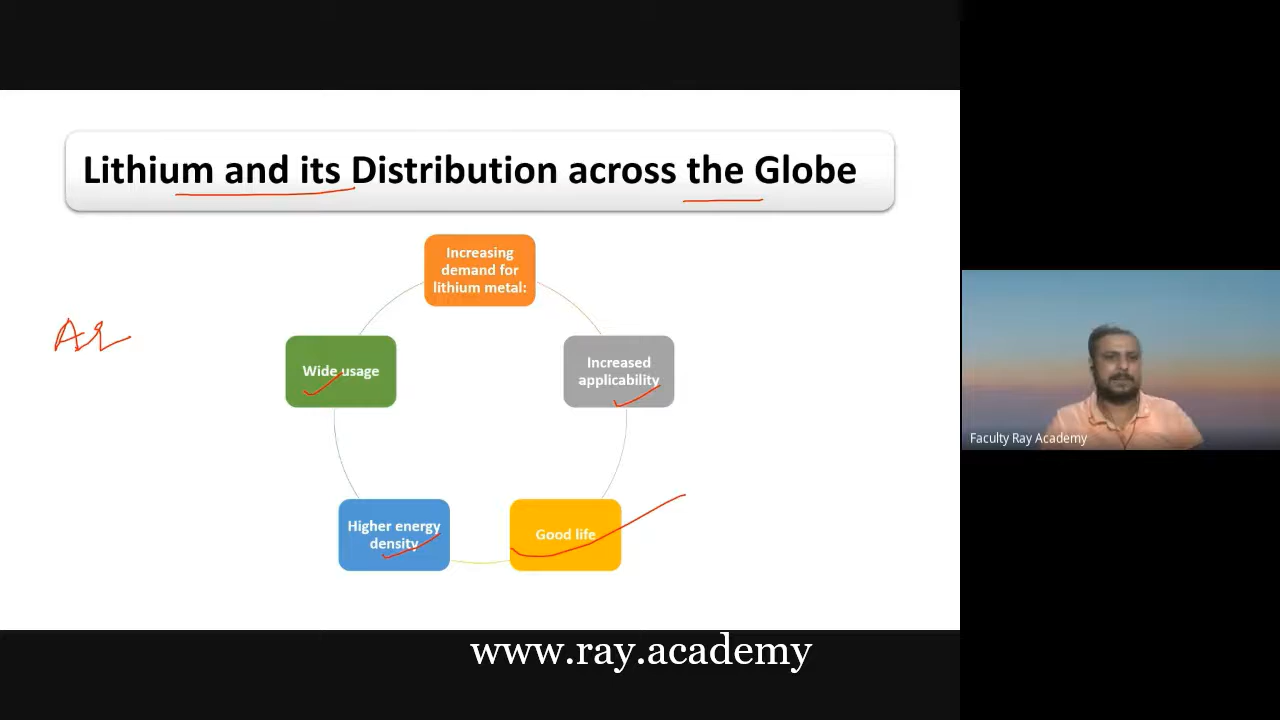 Lithium and its Distribution across the Globe
Increasing
demand for
lithium metal:
Increased
applicability
Good life
Higher energy
density
Wide usage
Faculty Ray Academy
www.ray.academy